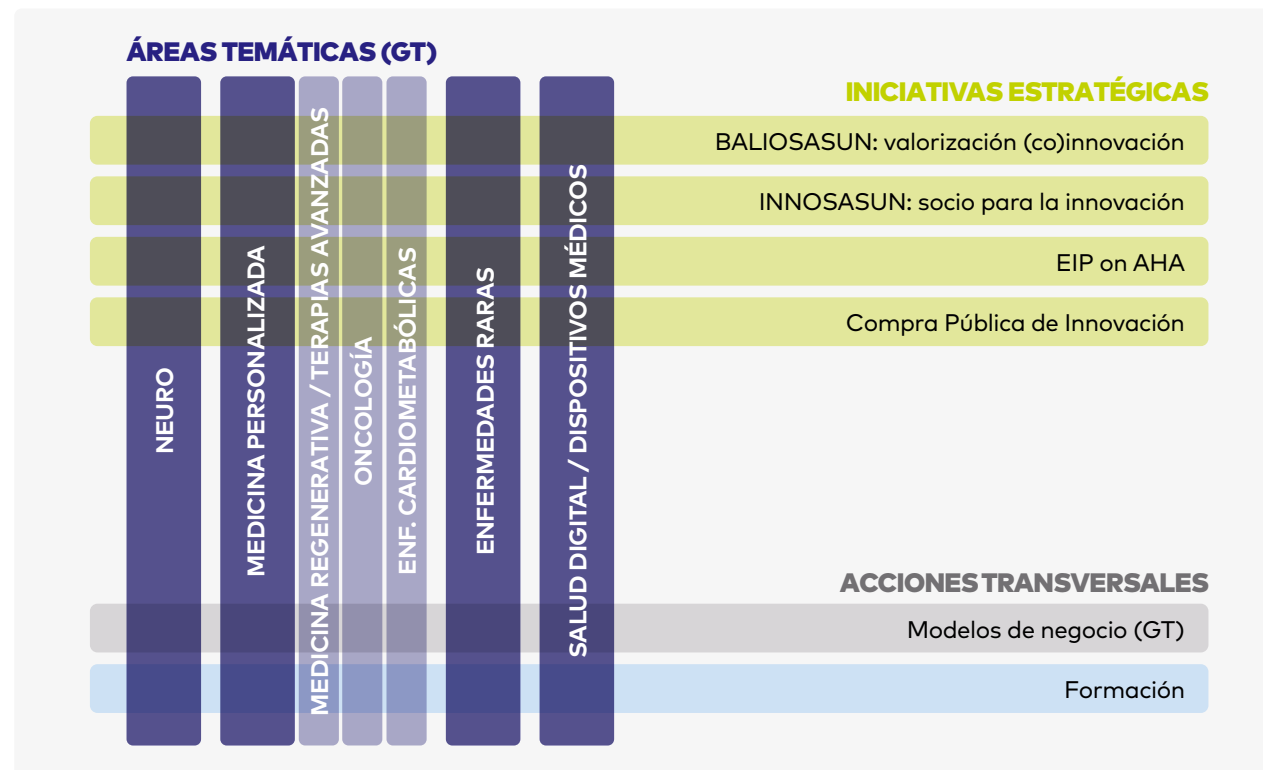 ÁREAS TEMÁTICAS (GT)
NEURO
MEDICINA PERSONALIZADA
MEDICINA REGENERATIVA / TERAPIAS AVANZADAS
ONCOLOGÍA
ENF. CARDIOMETABÓLICAS
ENFERMEDADES RARAS
SALUD DIGITAL / DISPOSITIVOS MÉDICOS
INICIATIVAS ESTRATÉGICAS
BALIOSASUN: valorización (co)innovación
INNOSASUN: socio para la innovación
EIP on AHA
Compra Pública de Innovación
ACCIONES TRANSVERSALES
Modelos de negocio (GT)
Formación